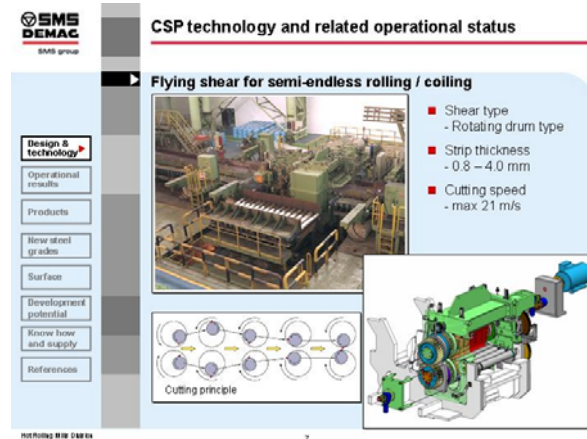 SMS
DEMAG
SMS group
CSP technology and related operational status
Flying shear for semi-endless rolling / coiling
Design &
technology
Operational
results
Products
New steel
grades
Surface
Development
potential
Know how
and supply
References
Shear type
- Rotating drum type
Strip thickness
- 0.8 – 4.0 mm
Cutting speed
- max 21 m/s
Cutting principle
Hot Rolling Mills Division